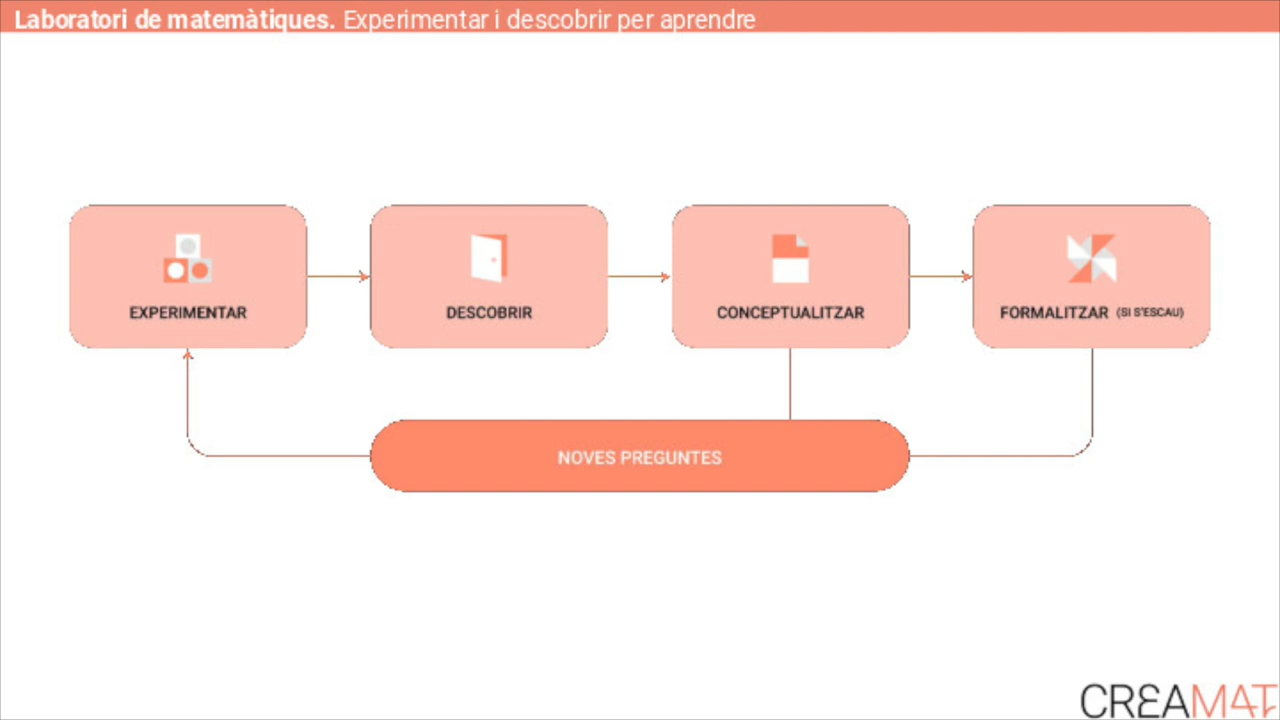 Laboratori de matemàtiques. Experimentar i descobrir per aprendre
EXPERIMENTAR
DESCOBRIR
CONCEPTUALITZAR
FORMALITZAR (SI S'ESCAU)
NOVES PREGUNTES
CREAMAT